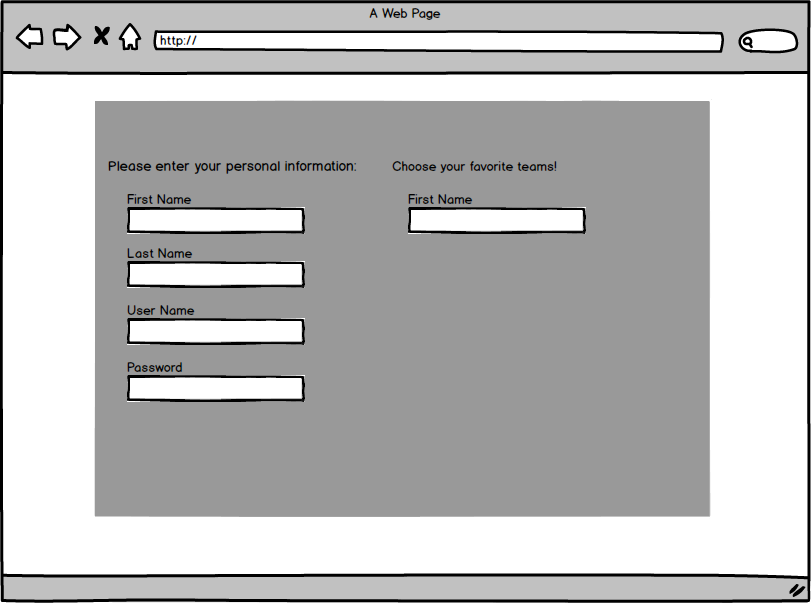 A Web Page
http://
Please enter your personal information:
First Name
Last Name
User Name
Password
Choose your favorite teams!
First Name